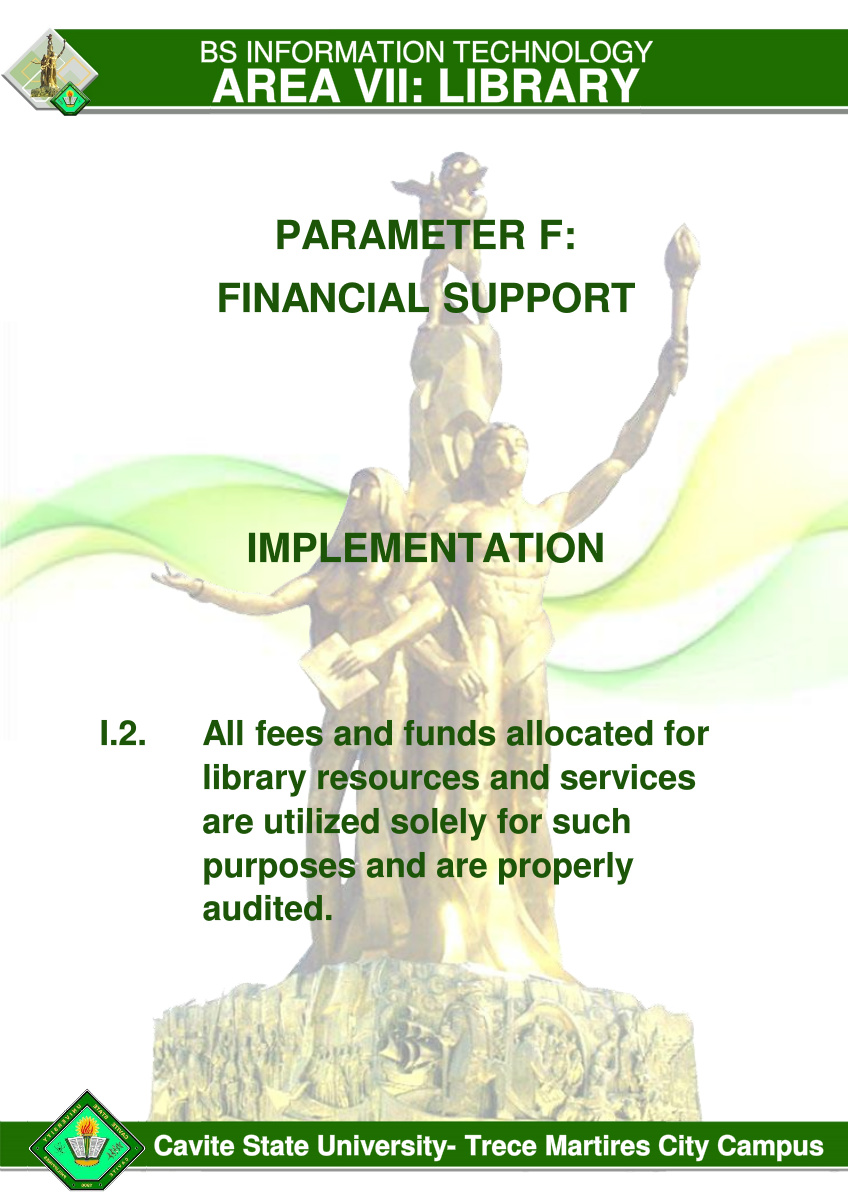 BS INFORMATION TECHNOLOGY
AREA VII: LIBRARY
PARAMETER F:
FINANCIAL SUPPORT
IMPLEMENTATION
I.2. All fees and funds allocated for
library resources and services
are utilized solely for such
purposes and are properly
audited.
Cavite State University- Trece Martires City Campus